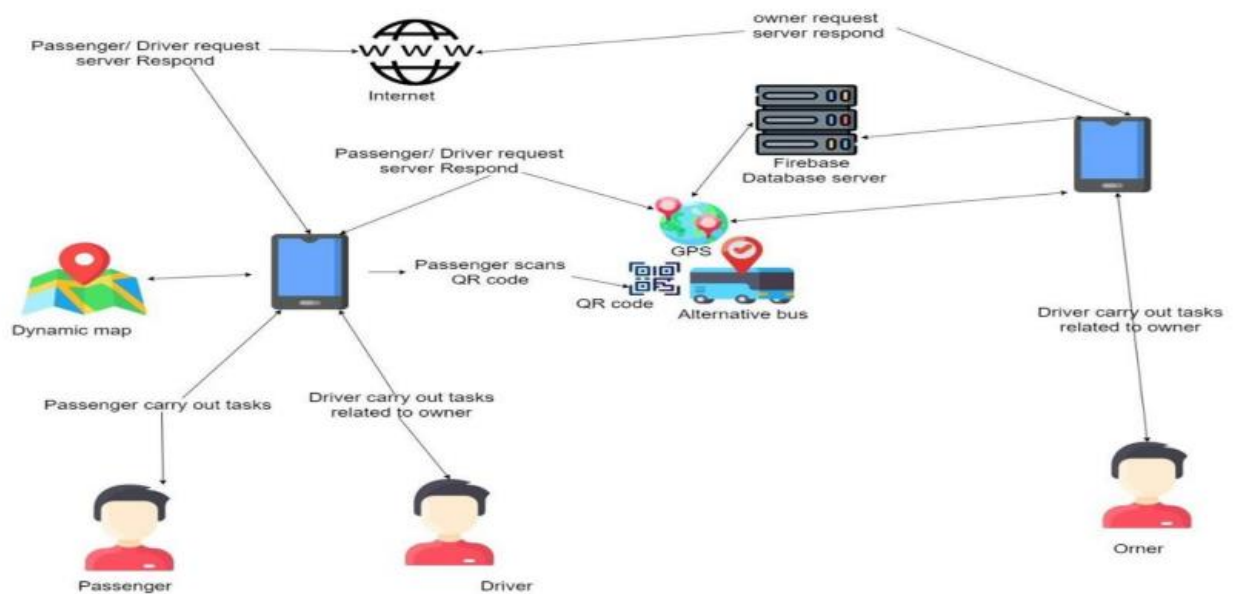 owner request
server respond
Passenger/ Driver request
server Respond
W W W
Internet
Passenger/ Driver request
server Respond
Firebase
Database server
GPS
Passenger scans
QR code
QR code
Alternative bus
Dynamic map
Driver carry out tasks
related to owner
Passenger carry out tasks
Driver carry out tasks
related to owner
Orner
Passenger
Driver